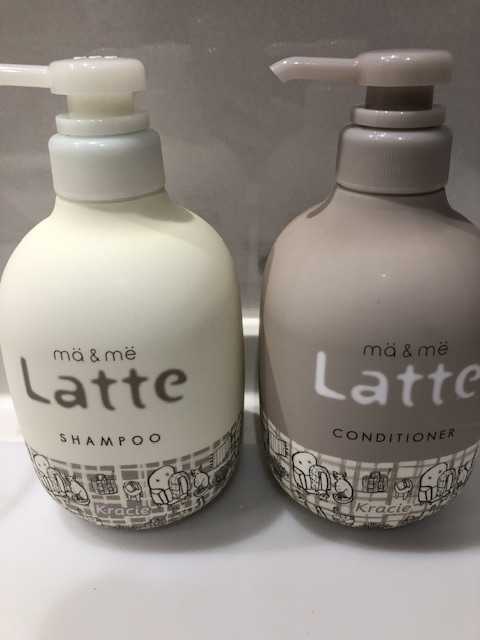 mä & më
Latte
SHAMPOO
Kracie
mä & më
Latte
CONDITIONER
Kracie